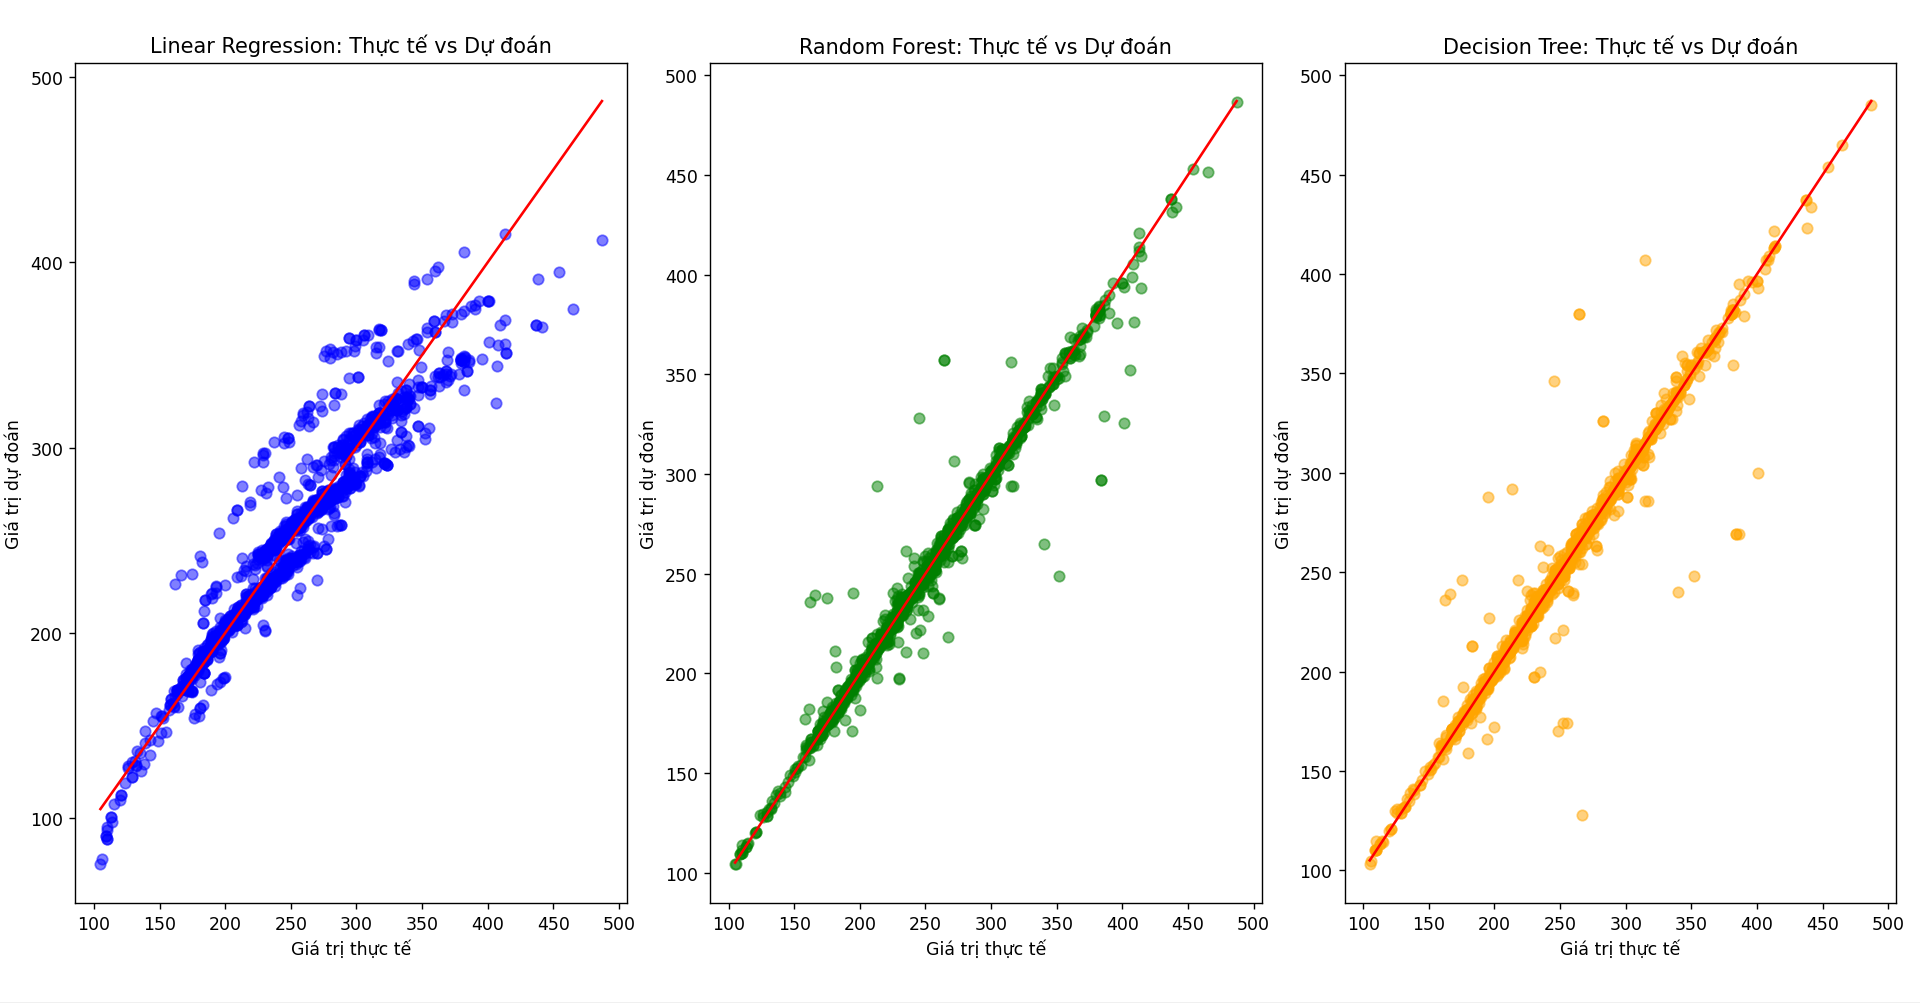 Linear Regression: Thực tế vs Dự đoán
500
400
300
200
100
Giá trị dự đoán
100 150 200 250 300 350 400 450 500
Giá trị thực tế
Random Forest: Thực tế vs Dự đoán
500
450
400
350
300
250
200
150
100
Giá trị dự đoán
100 150 200 250 300 350 400 450 500
Giá trị thực tế
Decision Tree: Thực tế vs Dự đoán
500
450
400
350
300
250
200
150
100
Giá trị dự đoán
100 150 200 250 300 350 400 450 500
Giá trị thực tế